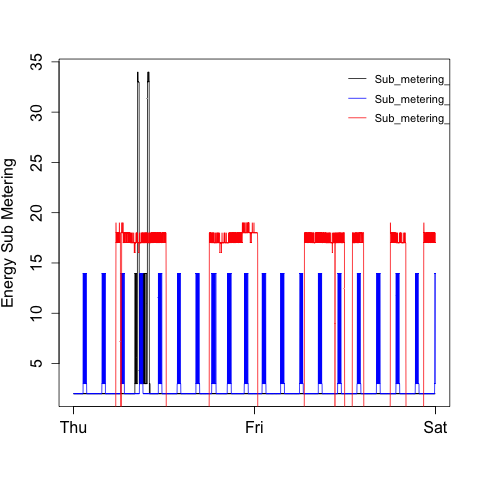 35
30
25
20
15
10
5
Energy Sub Metering
Sub_metering_
Sub_metering_
Sub_metering_
Thu Fri Sat